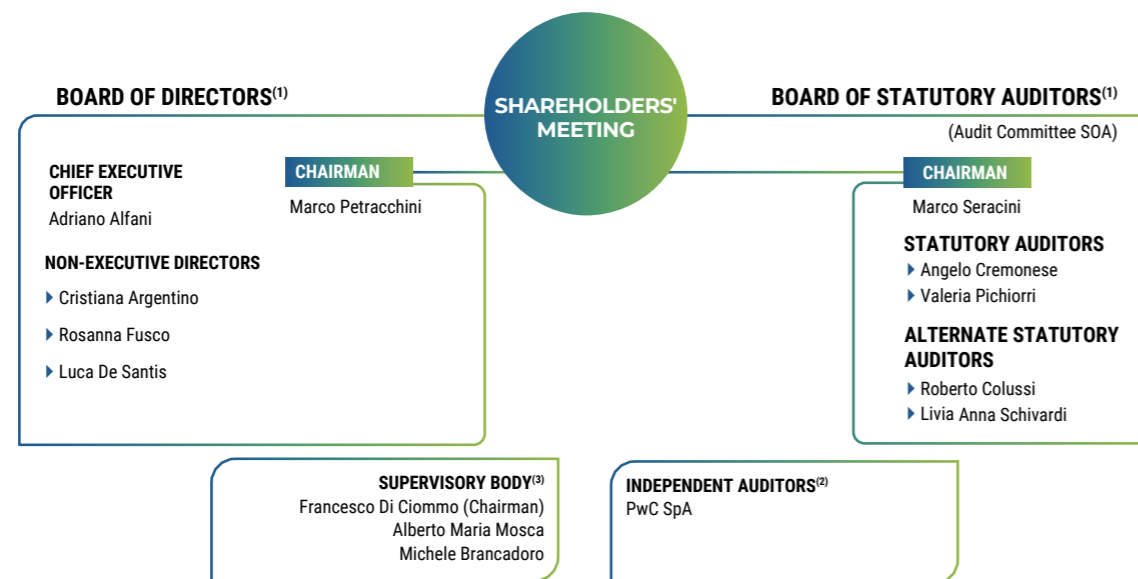 SHAREHOLDERS'
MEETING
BOARD OF DIRECTORS(1)
CHIEF EXECUTIVE
OFFICER
Adriano Alfani
CHAIRMAN
Marco Petracchini
NON-EXECUTIVE DIRECTORS
Cristiana Argentino
Rosanna Fusco
Luca De Santis
BOARD OF STATUTORY AUDITORS(1)
(Audit Committee SOA)
CHAIRMAN
Marco Seracini
STATUTORY AUDITORS
Angelo Cremonese
Valeria Pichiorri
ALTERNATE STATUTORY
AUDITORS
Roberto Colussi
Livia Anna Schivardi
SUPERVISORY BODY(3)
Francesco Di Ciommo (Chairman)
Alberto Maria Mosca
Michele Brancadoro
INDEPENDENT AUDITORS(2)
PwC SpA